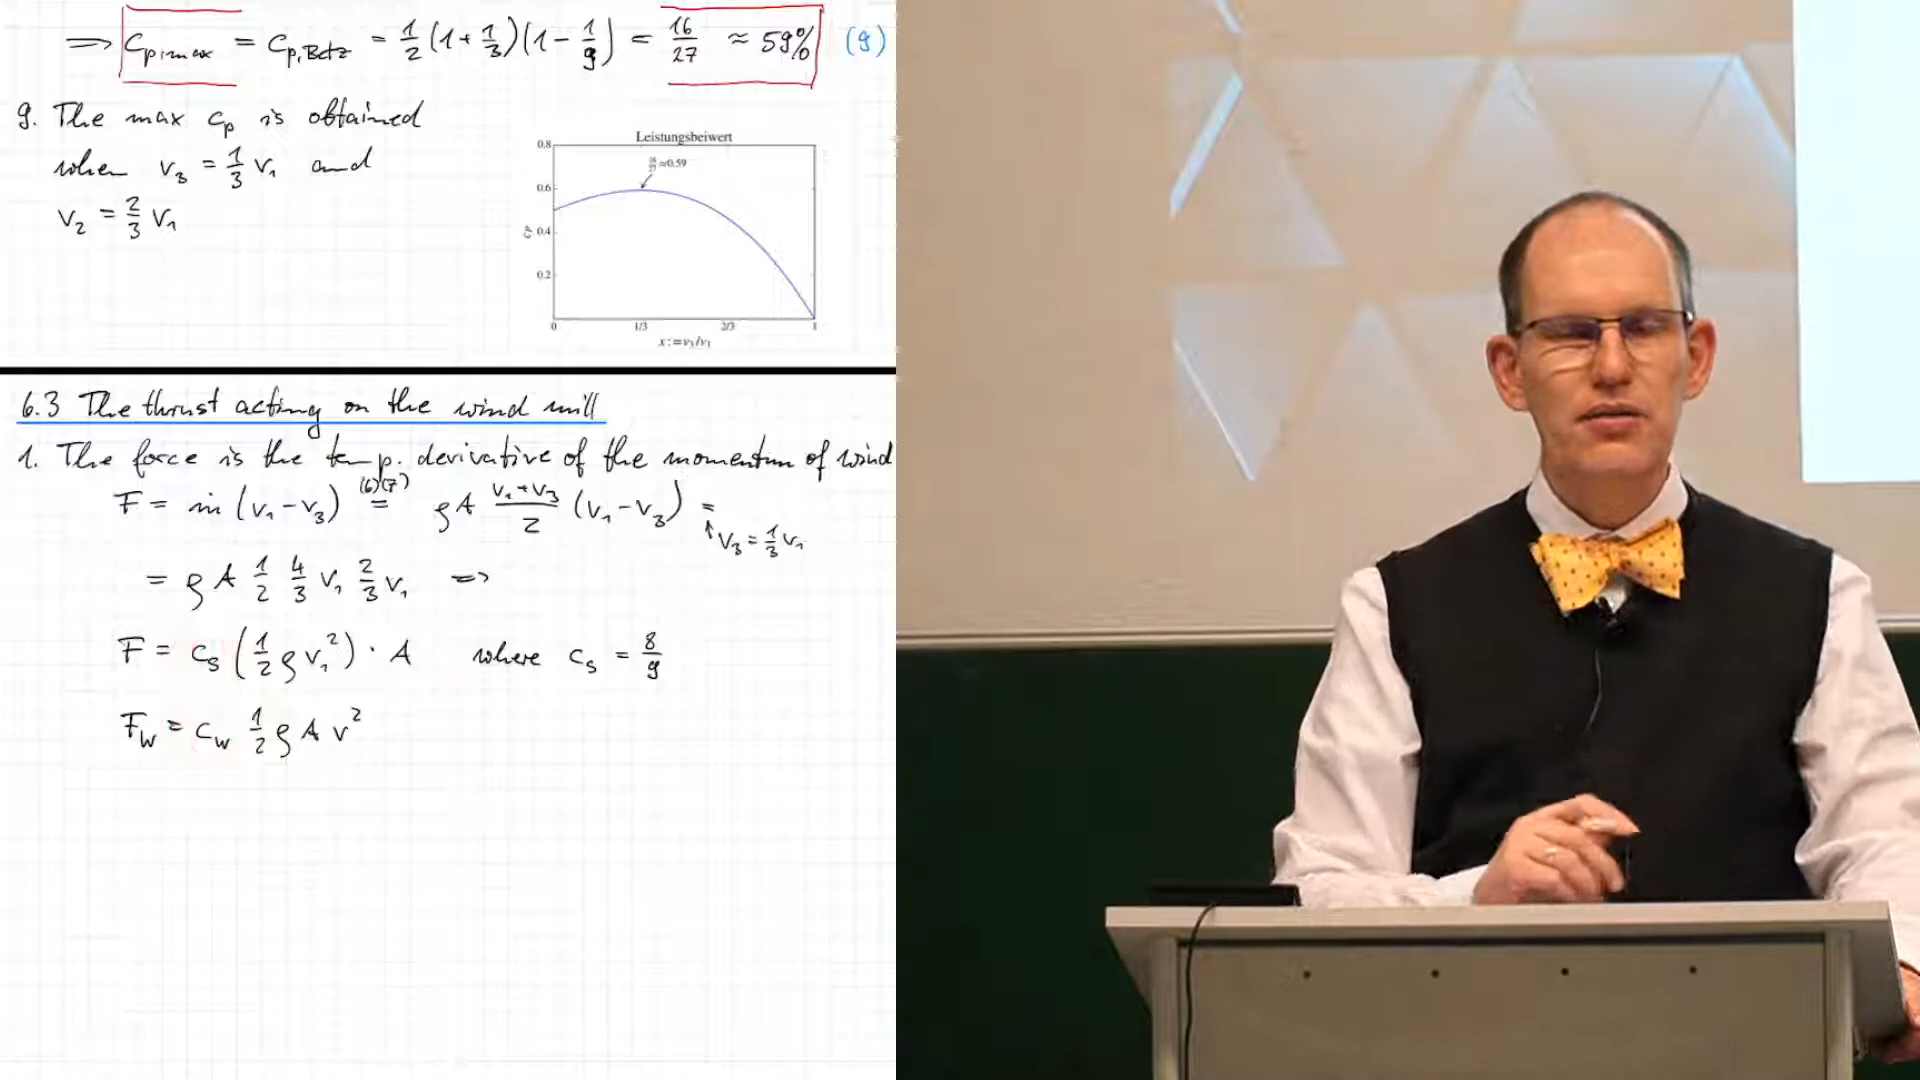 ⟹ c_p,max = c_p,Betz = 1/2 (1 + 1/3)(1 − 1/9) = 16/27 ≈ 59% (9)
9. The max c_p is obtained
when v₃ = 1/3 v₁ and
v₂ = 2/3 v₁
Leistungsbeiwert
16/27 ≈0.59
0.8
0.6
0.4
0.2
cp
0 1/3 2/3 1
x:=v₃/v₁
6.3 The thrust acting on the wind mill
1. The force is the temp. derivative of the momentum of wind
F = ṁ (v₁ − v₃) (6)(7) = ρ A (v₁ + v₃)/2 (v₁ − v₃) =
↑ v₃ = 1/3 v₁
= ρ A 1/2 4/3 v₁ 2/3 v₁ ⇒
F = c_s (1/2 ρ v₁²) · A where c_s = 8/9
F_W = c_W 1/2 ρ A v²